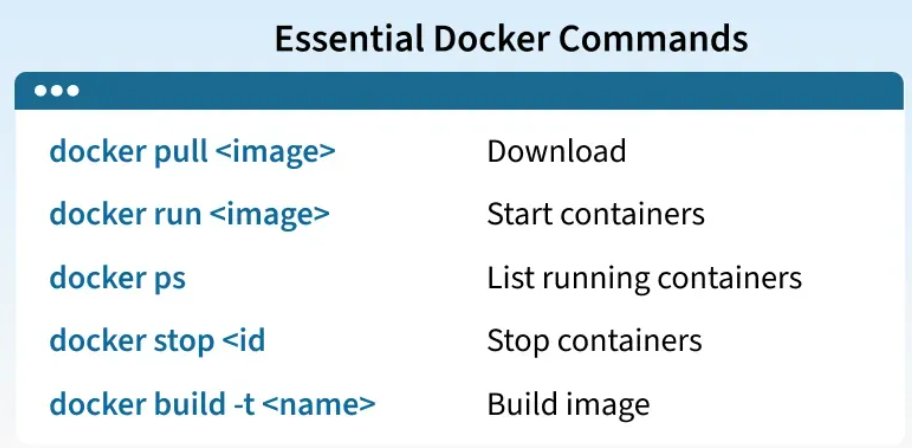 Essential Docker Commands
docker pull <image> Download
docker run <image> Start containers
docker ps List running containers
docker stop <id Stop containers
docker build -t <name> Build image